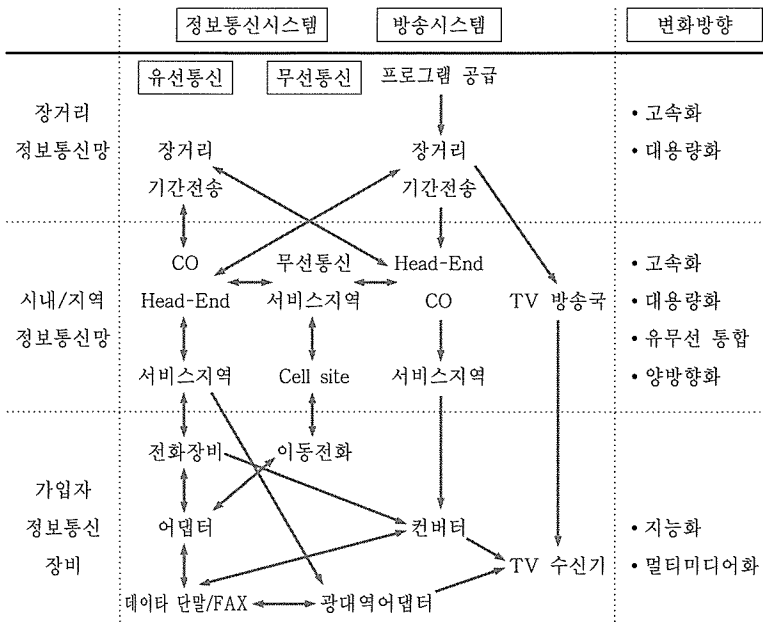 정보통신시스템 방송시스템 변화방향
유선통신 무선통신 프로그램 공급
장거리 • 고속화
정보통신망 장거리 장거리 • 대용량화
기간전송 기간전송
CO 무선통신 Head-End • 고속화
시내/지역 Head-End 서비스지역 CO TV 방송국 • 대용량화
정보통신망 • 유무선 통합
서비스지역 Cell site 서비스지역 • 양방향화
전화장비 이동전화
가입자
정보통신 어댑터 컨버터 • 지능화
장비 TV 수신기 • 멀티미디어화
데이타 단말/FAX 광대역어댑터